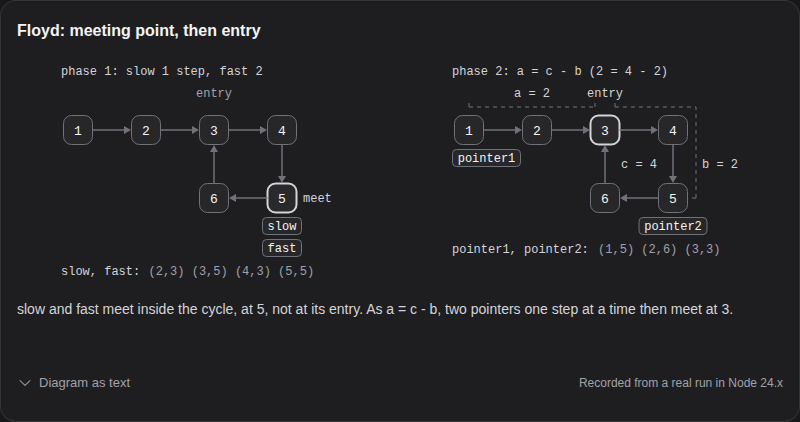 Floyd: meeting point, then entry
phase 1: slow 1 step, fast 2
entry
1
2
3
4
6
5
meet
slow
fast
slow, fast: (2,3) (3,5) (4,3) (5,5)
phase 2: a = c - b (2 = 4 - 2)
a = 2
entry
1
2
3
4
pointer1
c = 4
b = 2
6
5
pointer2
pointer1, pointer2: (1,5) (2,6) (3,3)
slow and fast meet inside the cycle, at 5, not at its entry. As a = c - b, two pointers one step at a time then meet at 3.
Diagram as text
Recorded from a real run in Node 24.x